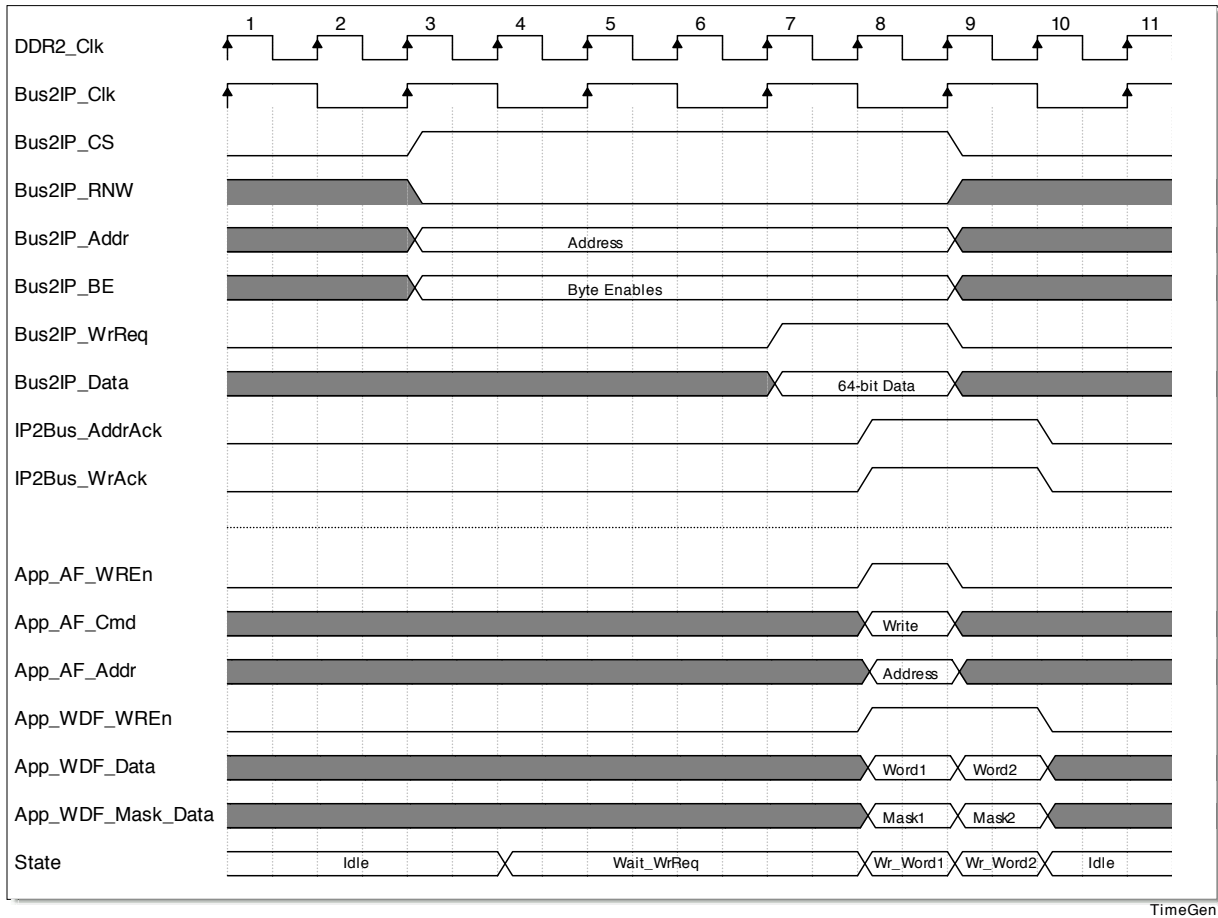 1 2 3 4 5 6 7 8 9 10 11
DDR2_Clk
Bus2IP_Clk
Bus2IP_CS
Bus2IP_RNW
Bus2IP_Addr Address
Bus2IP_BE Byte Enables
Bus2IP_WrReq
Bus2IP_Data 64-bit Data
IP2Bus_AddrAck
IP2Bus_WrAck
App_AF_WREn
App_AF_Cmd Write
App_AF_Addr Address
App_WDF_WREn
App_WDF_Data Word1 Word2
App_WDF_Mask_Data Mask1 Mask2
State Idle Wait_WrReq Wr_Word1 Wr_Word2 Idle
TimeGen